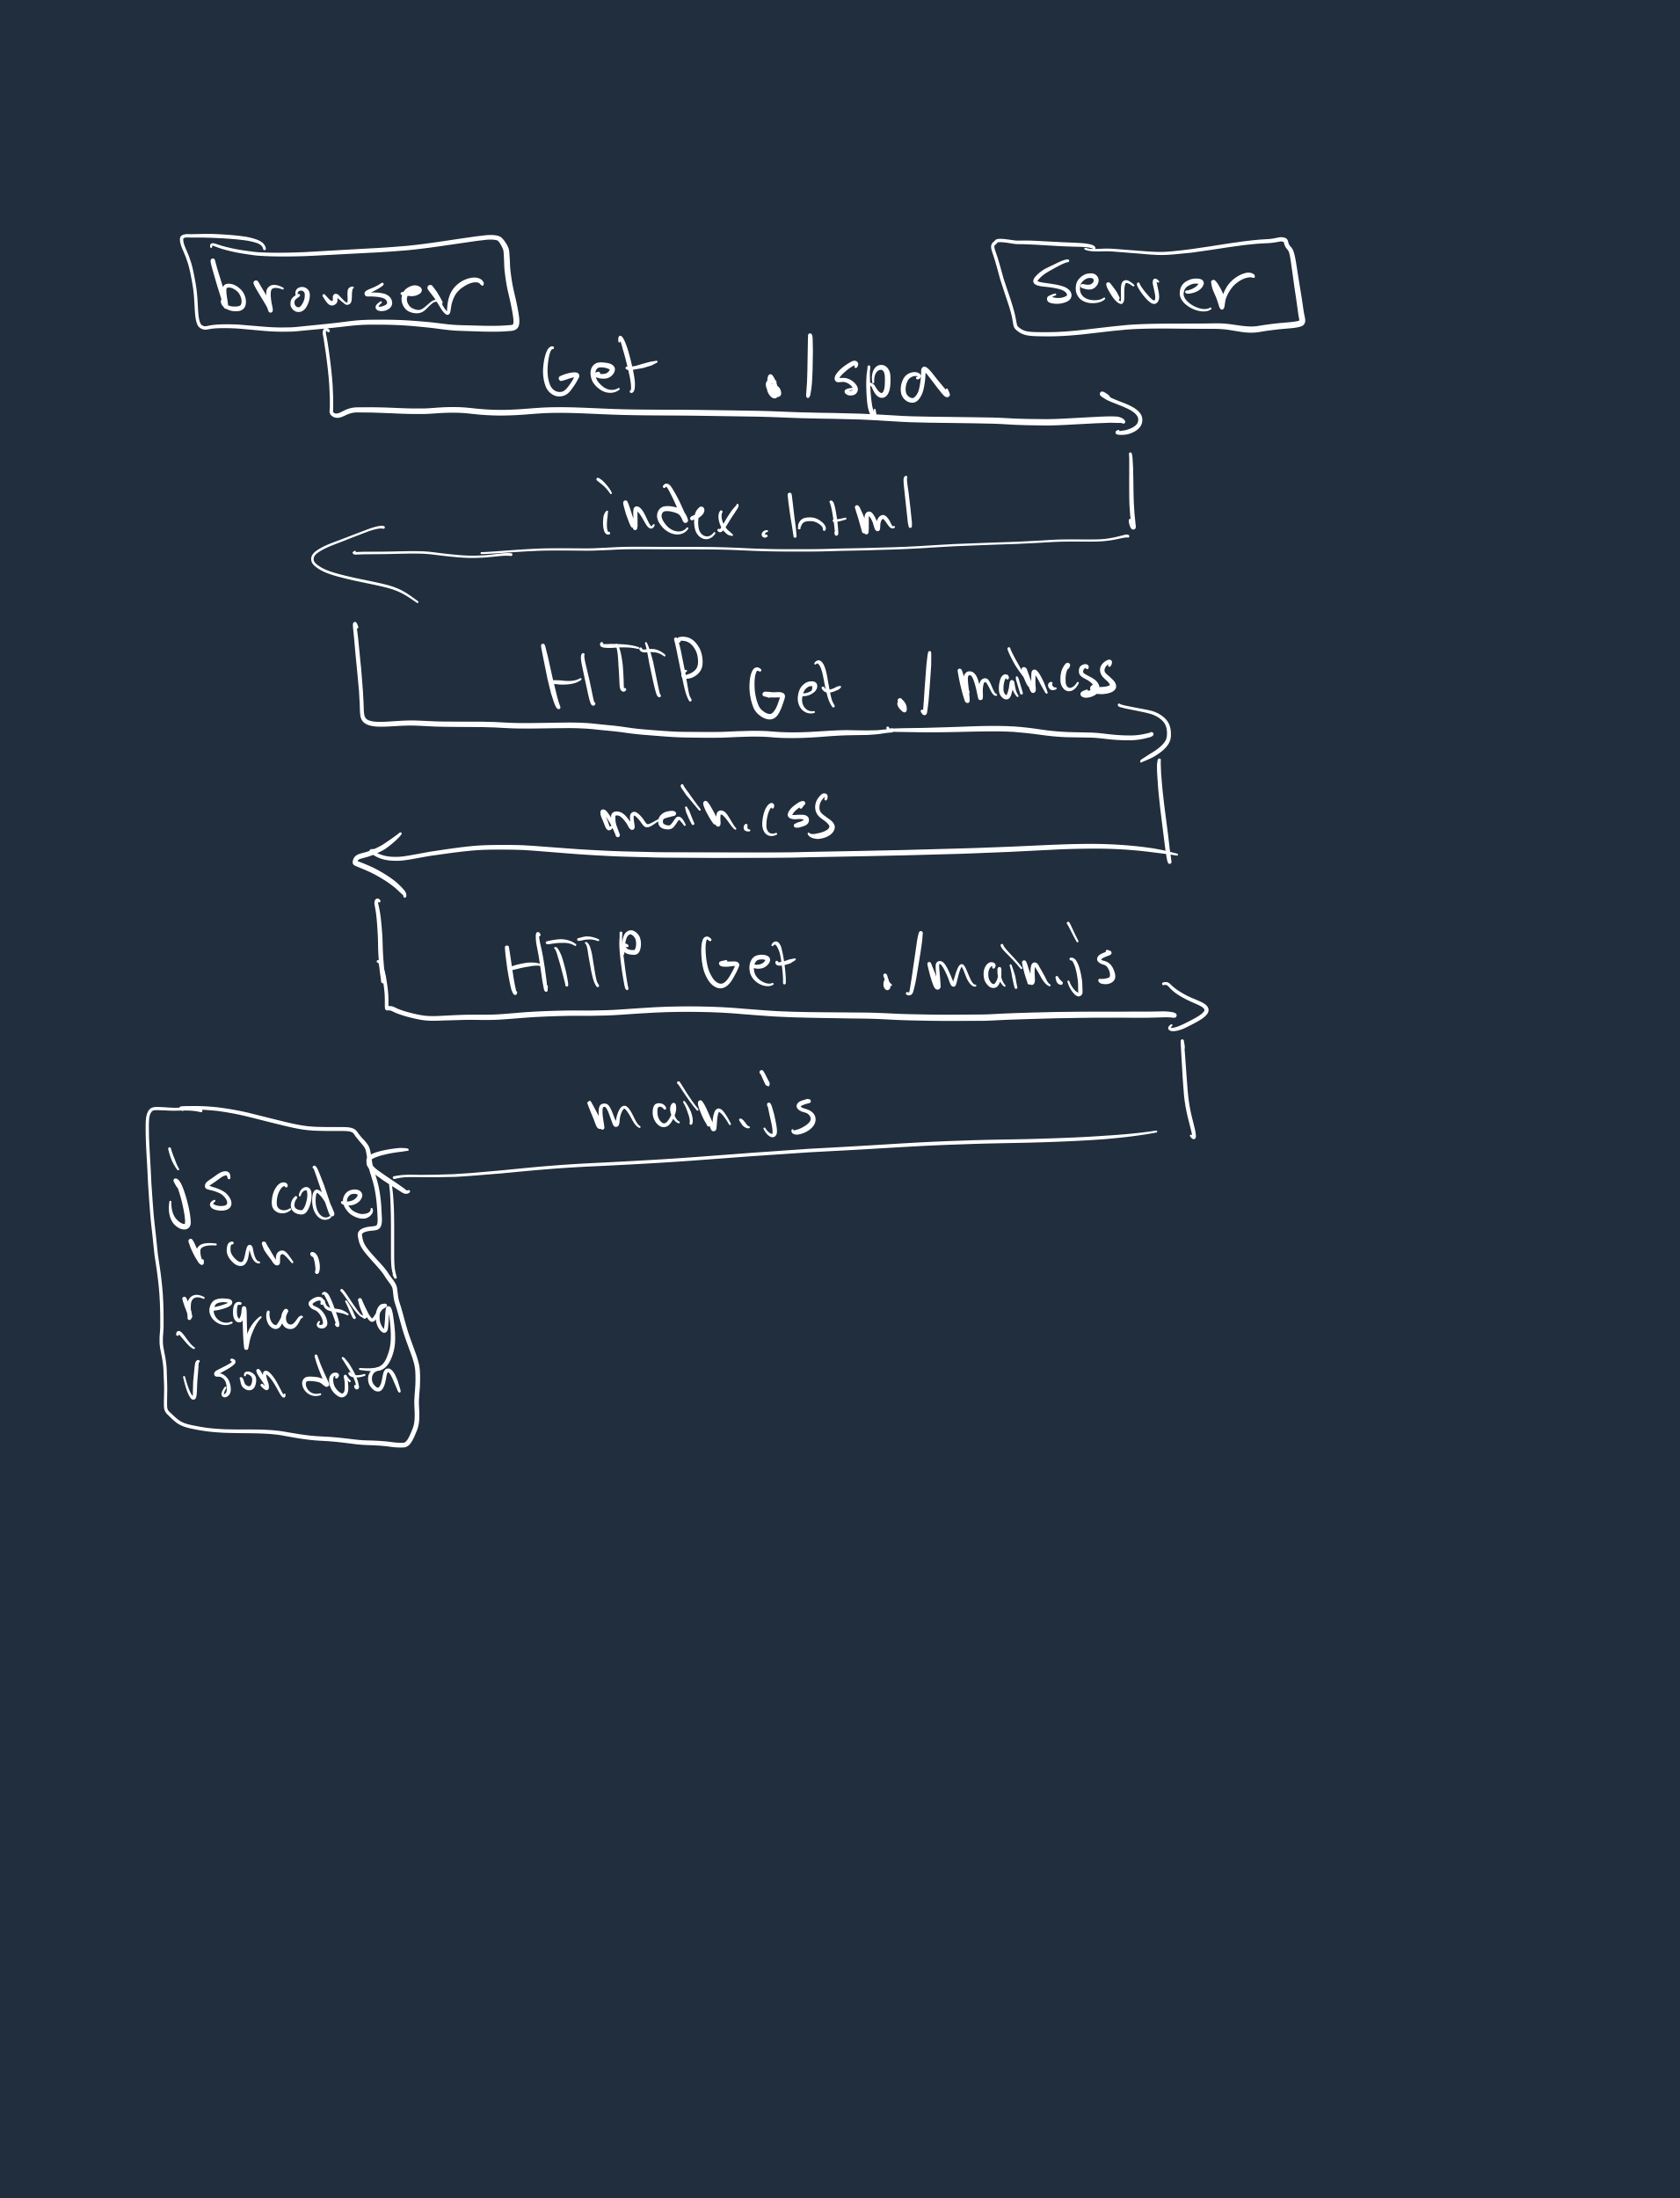 browser
Server
Get ./spa
index.html
HTTP Get ./main.css
main.css
HTTP Get ./main.js
main.js
js code
run,
requesting
json data